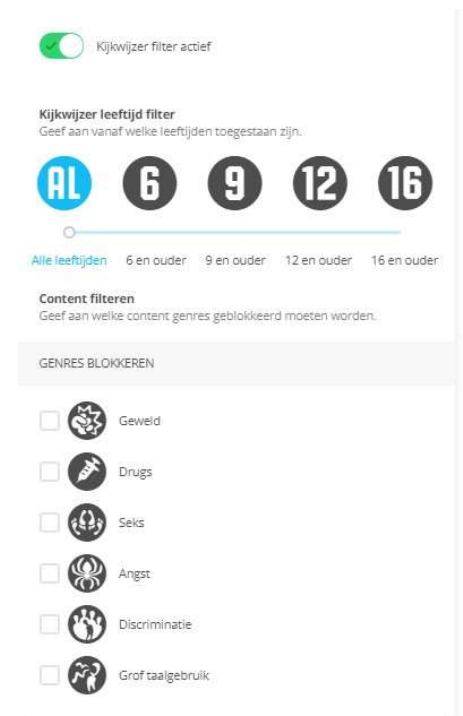 Kijkwijzer filter actief
Kijkwijzer leeftijd filter
Geef aan vanaf welke leeftijden toegestaan zijn.
AL 6 9 12 16
Alle leeftijden 6 en ouder 9 en ouder 12 en ouder 16 en ouder
Content filteren
Geef aan welke content genres geblokkeerd moeten worden.
GENRES BLOKKEREN
Geweld
Drugs
Seks
Angst
Discriminatie
Grof taalgebruik